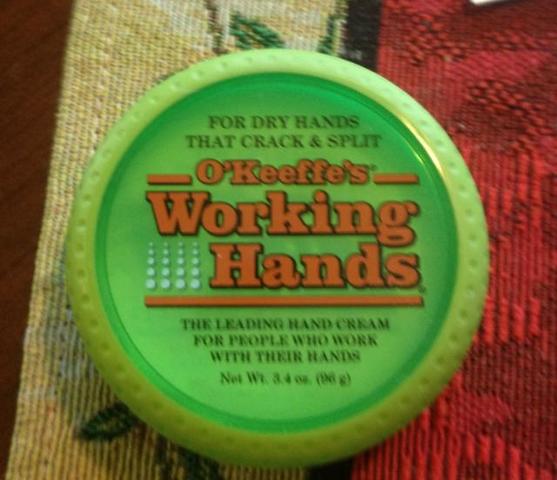 FOR DRY HANDS
THAT CRACK & SPLIT
O'Keeffe's®
Working
Hands®
THE LEADING HAND CREAM
FOR PEOPLE WHO WORK
WITH THEIR HANDS
Net Wt. 3.4 oz. (96 g)